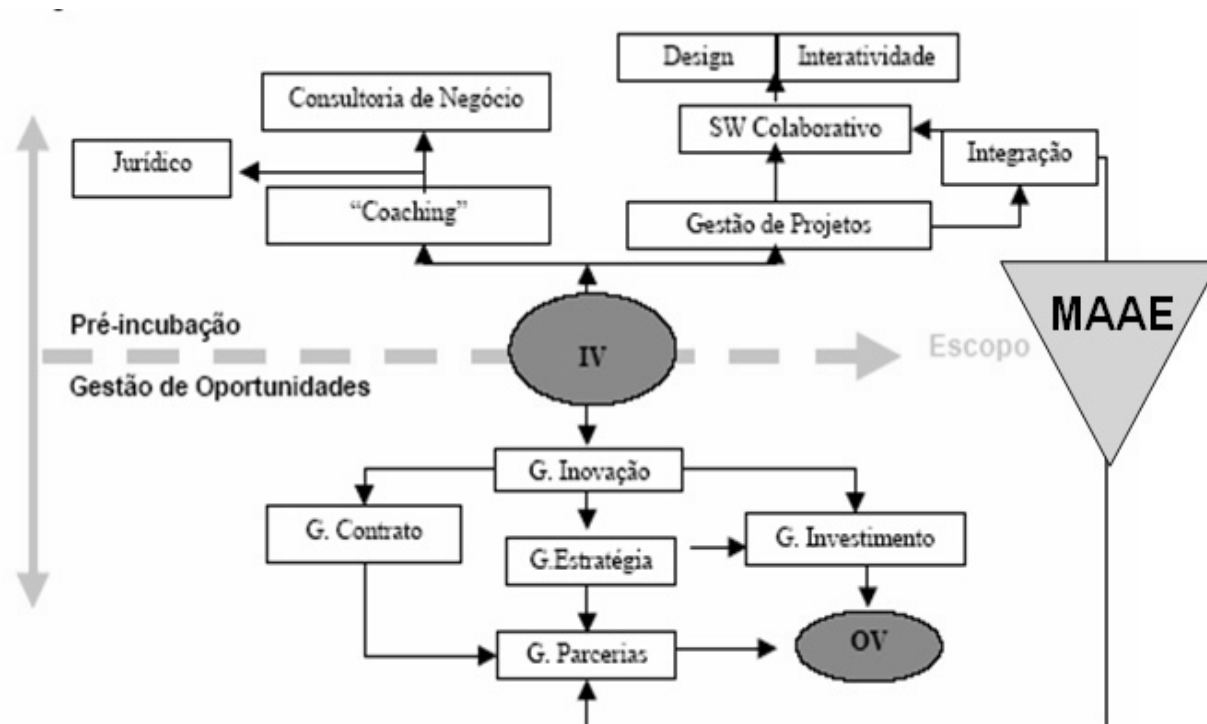 Design
Interatividade
Consultoria de Negócio
SW Colaborativo
Jurídico
Integração
“Coaching”
Gestão de Projetos
MAAE
Pré-incubação
IV
Escopo
Gestão de Oportunidades
G. Inovação
G. Contrato
G. Investimento
G.Estratégia
OV
G. Parcerias